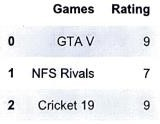 Games Rating
0 GTA V 9
1 NFS Rivals 7
2 Cricket 19 9